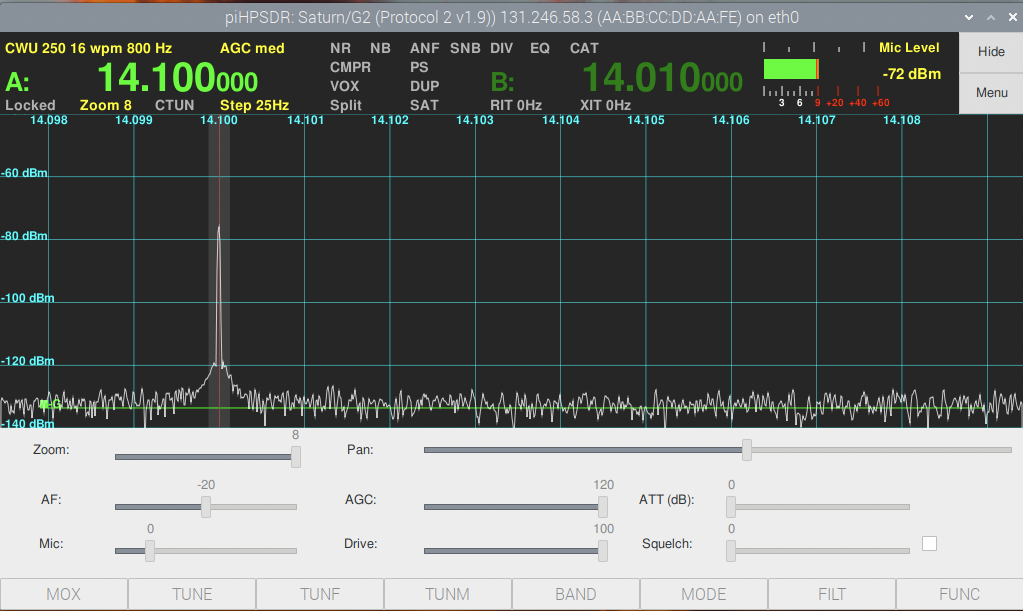 piHPSDR: Saturn/G2 (Protocol 2 v1.9)) 131.246.58.3 (AA:BB:CC:DD:AA:FE) on eth0
CWU 250 16 wpm 800 Hz AGC med NR NB ANF SNB DIV EQ CAT Mic Level Hide
A: 14.100000 CMPR PS B: 14.010000 -72 dBm
VOX DUP Menu
Locked Zoom 8 CTUN Step 25Hz Split SAT RIT 0Hz XIT 0Hz 3 6 9 +20 +40 +60
14.098 14.099 14.100 14.101 14.102 14.103 14.104 14.105 14.106 14.107 14.108
-60 dBm
-80 dBm
-100 dBm
-120 dBm
-G
-140 dBm
8
Zoom: Pan:
-20 120 0
AF: AGC: ATT (dB):
0 100 0
Mic: Drive: Squelch:
MOX TUNE TUNF TUNM BAND MODE FILT FUNC